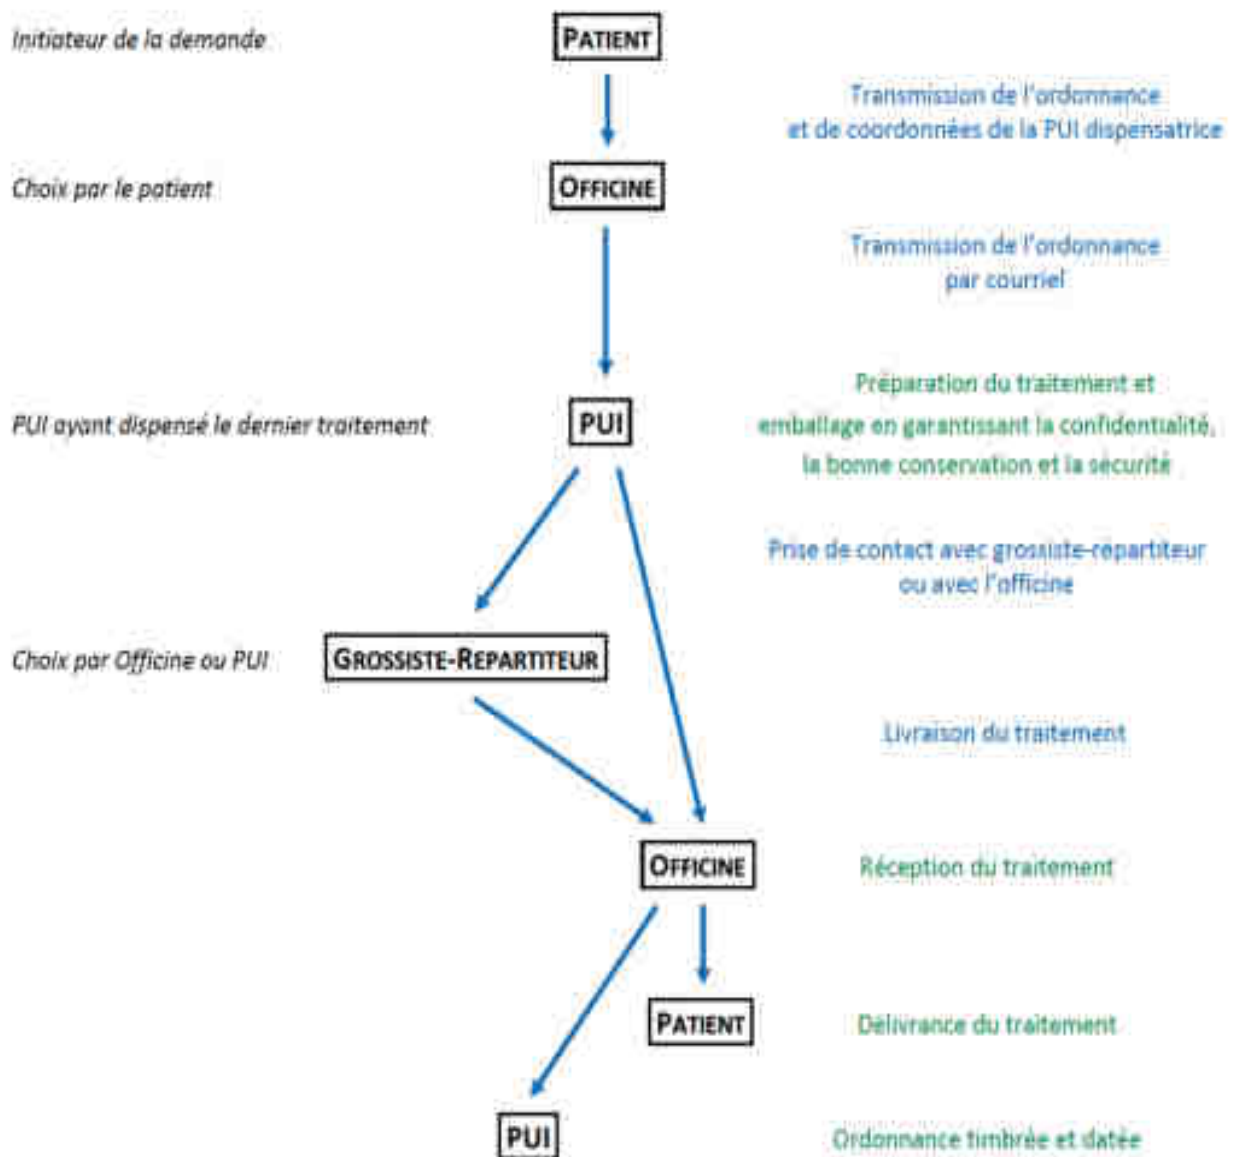 Initiateur de la demande
PATIENT
Transmission de l'ordonnance
et de coordonnées de la PUI dispensatrice
Choix par le patient
OFFICINE
Transmission de l'ordonnance
par courriel
Préparation du traitement et
PUI ayant dispensé le dernier traitement
PUI
emballage en garantissant la confidentialité,
la bonne conservation et la sécurité
Prise de contact avec grossiste-répartiteur
ou avec l'officine
Choix par Officine ou PUI
GROSSISTE-REPARTITEUR
Livraison du traitement
OFFICINE
Réception du traitement
PATIENT
Délivrance du traitement
PUI
Ordonnance timbrée et datée